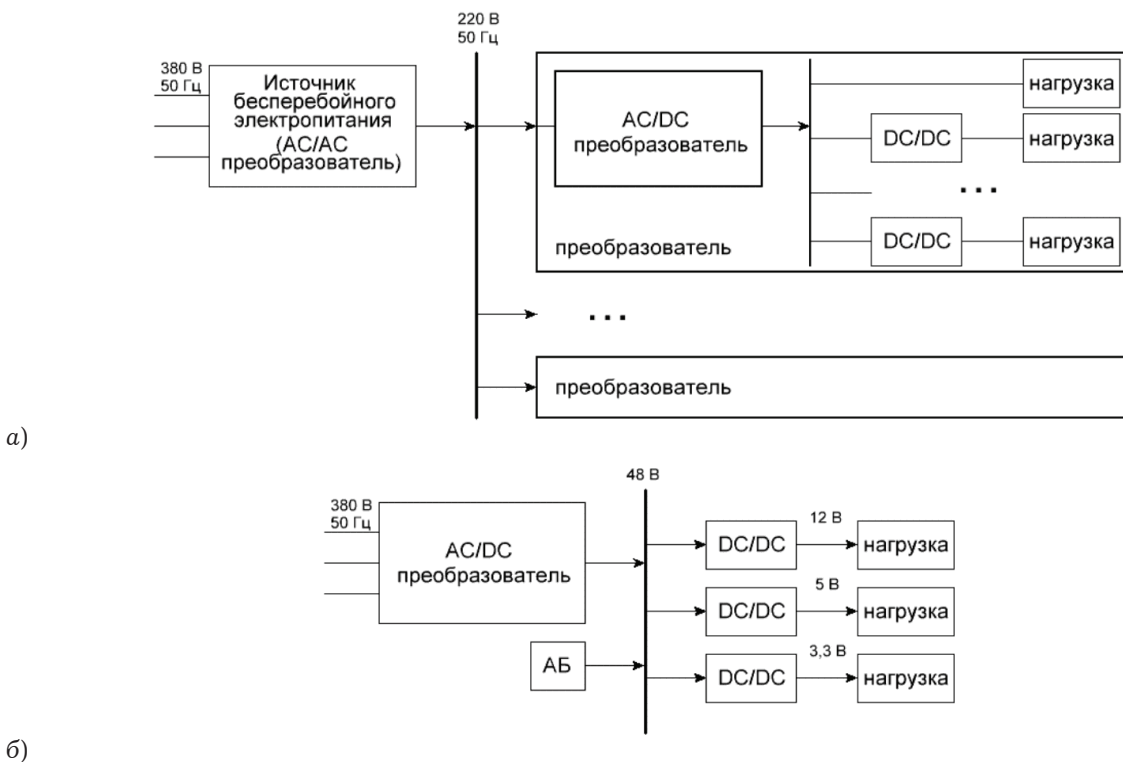 220 В
50 Гц
380 В
50 Гц
Источник
бесперебойного
электропитания
(AC/AC
преобразователь)
AC/DC
преобразователь
преобразователь
нагрузка
DC/DC
нагрузка
...
DC/DC
нагрузка
...
преобразователь
а)
48 В
380 В
50 Гц
AC/DC
преобразователь
АБ
DC/DC
12 В
нагрузка
DC/DC
5 В
нагрузка
DC/DC
3,3 В
нагрузка
б)